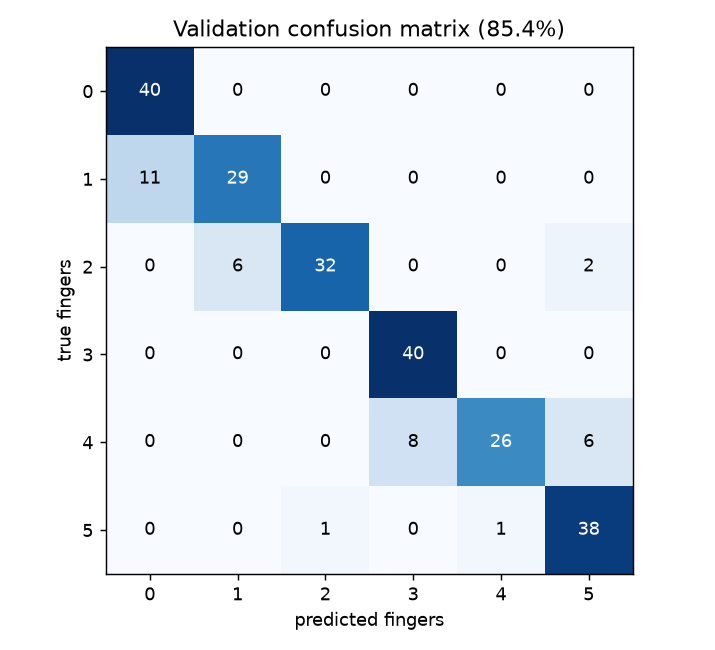 Validation confusion matrix (85.4%)
0 40 0 0 0 0 0
1 11 29 0 0 0 0
2 0 6 32 0 0 2
3 0 0 0 40 0 0
4 0 0 0 8 26 6
5 0 0 1 0 1 38
0 1 2 3 4 5
predicted fingers
true fingers